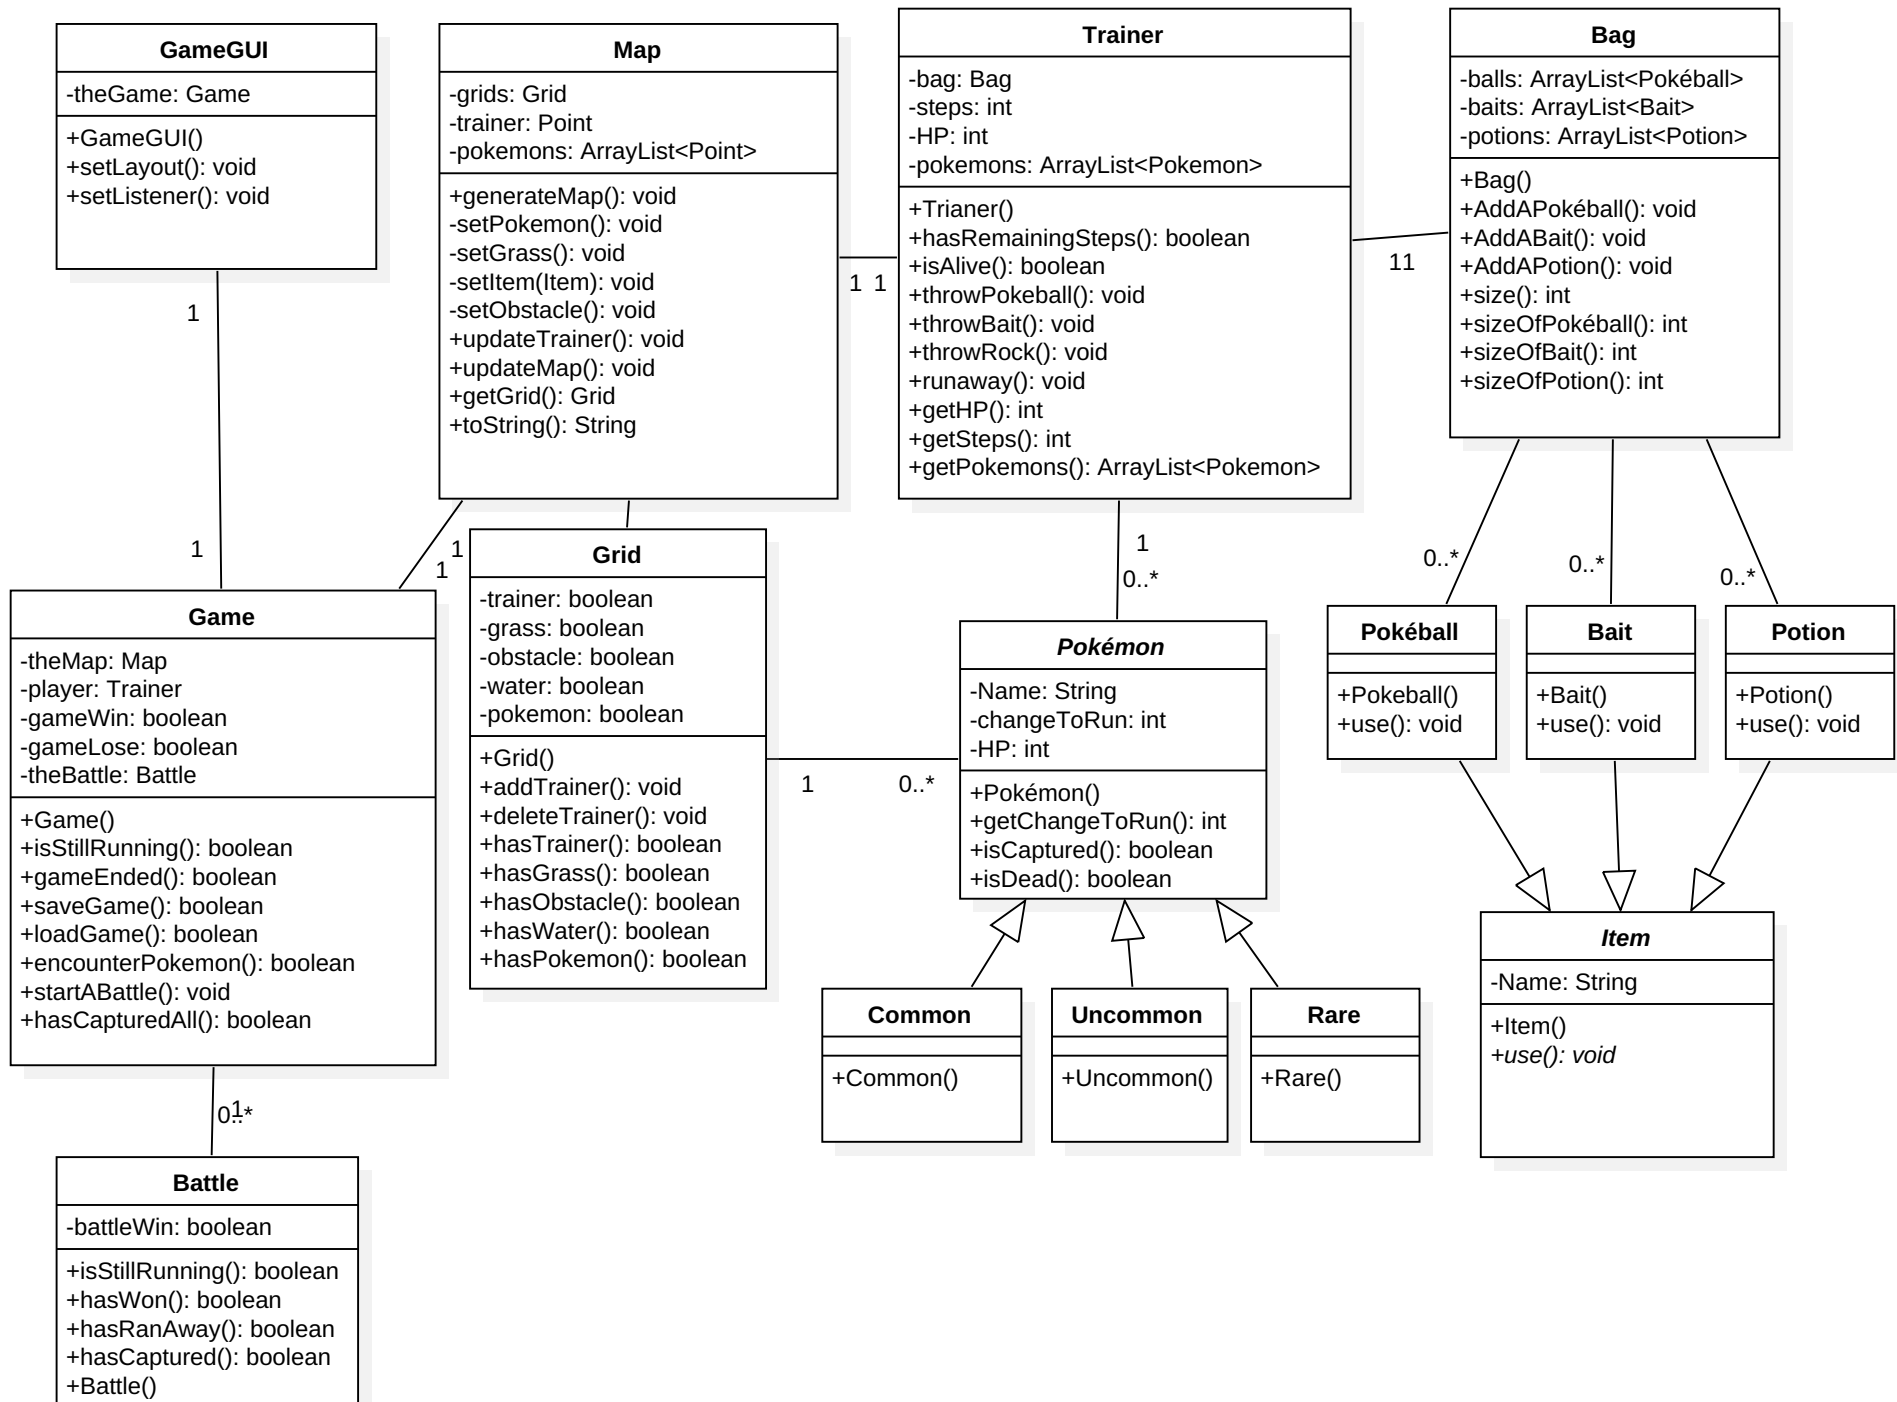 GameGUI
-theGame: Game
+GameGUI()
+setLayout(): void
+setListener(): void
1
1
Map
-grids: Grid
-trainer: Point
-pokemons: ArrayList<Point>
+generateMap(): void
-setPokemon(): void
-setGrass(): void
-setItem(Item): void
-setObstacle(): void
+updateTrainer(): void
+updateMap(): void
+getGrid(): Grid
+toString(): String
1 1
1
1
Trainer
-bag: Bag
-steps: int
-HP: int
-pokemons: ArrayList<Pokemon>
+Trianer()
+hasRemainingSteps(): boolean
+isAlive(): boolean
+throwPokeball(): void
+throwBait(): void
+throwRock(): void
+runaway(): void
+getHP(): int
+getSteps(): int
+getPokemons(): ArrayList<Pokemon>
11
1
0..*
Bag
-balls: ArrayList<Pokéball>
-baits: ArrayList<Bait>
-potions: ArrayList<Potion>
+Bag()
+AddAPokéball(): void
+AddABait(): void
+AddAPotion(): void
+size(): int
+sizeOfPokéball(): int
+sizeOfBait(): int
+sizeOfPotion(): int
0..*
0..*
0..*
Game
-theMap: Map
-player: Trainer
-gameWin: boolean
-gameLose: boolean
-theBattle: Battle
+Game()
+isStillRunning(): boolean
+gameEnded(): boolean
+saveGame(): boolean
+loadGame(): boolean
+encounterPokemon(): boolean
+startABattle(): void
+hasCapturedAll(): boolean
1
0..*
Grid
-trainer: boolean
-grass: boolean
-obstacle: boolean
-water: boolean
-pokemon: boolean
+Grid()
+addTrainer(): void
+deleteTrainer(): void
+hasTrainer(): boolean
+hasGrass(): boolean
+hasObstacle(): boolean
+hasWater(): boolean
+hasPokemon(): boolean
1
0..*
Pokémon
-Name: String
-changeToRun: int
-HP: int
+Pokémon()
+getChangeToRun(): int
+isCaptured(): boolean
+isDead(): boolean
Pokéball
+Pokeball()
+use(): void
Bait
+Bait()
+use(): void
Potion
+Potion()
+use(): void
Common
+Common()
Uncommon
+Uncommon()
Rare
+Rare()
Item
-Name: String
+Item()
+use(): void
Battle
-battleWin: boolean
+isStillRunning(): boolean
+hasWon(): boolean
+hasRanAway(): boolean
+hasCaptured(): boolean
+Battle()